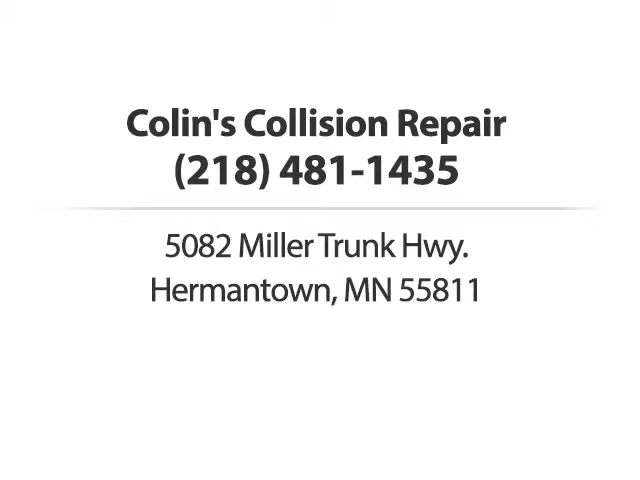 Colin's Collision Repair
(218) 481-1435
5082 Miller Trunk Hwy.
Hermantown, MN 55811